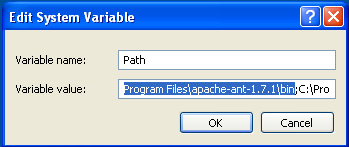 Edit System Variable
Variable name: Path
Variable value: Program Files\apache-ant-1.7.1\bin;C:\Pro
OK Cancel